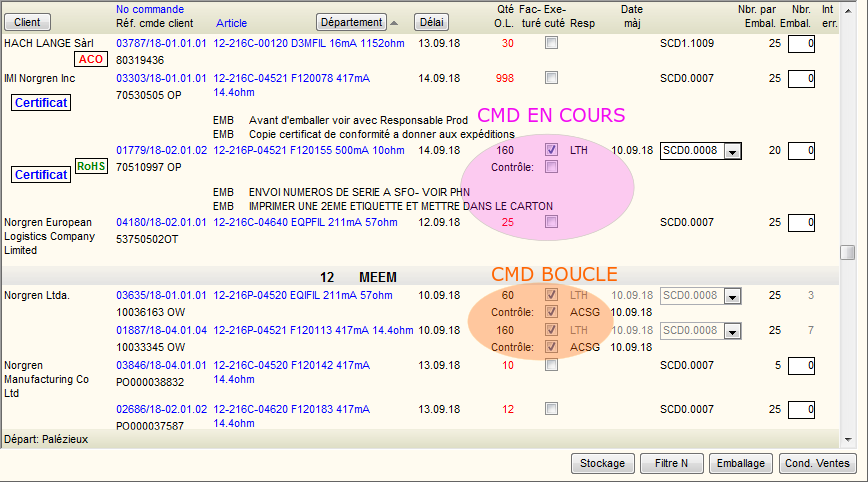 No commande Qté Fac- Exe- Date Nbr. par Nbr. Int
Client Réf. cmde client Article Département Délai O.L. turé cuté Resp màj Embal. Embal. err.
HACH LANGE Sàrl 03787/18-01.01.01 12-216C-00120 D3MFIL 16mA 1152ohm 13.09.18 30 SCD1.1009 25 0
ACO 80319436
IMI Norgren Inc 03303/18-01.01.01 12-216C-04521 F120078 417mA 14.09.18 998 SCD0.0007 25 0
70530505 OP 14.4ohm
Certificat
CMD EN COURS
EMB Avant d'emballer voir avec Responsable Prod
EMB Copie certificat de conformité a donner aux expéditions
01779/18-02.01.02 12-216P-04521 F120155 500mA 10ohm 14.09.18 160 LTH 10.09.18 SCD0.0008 20 0
Certificat RoHS 70510997 OP Contrôle:
EMB ENVOI NUMEROS DE SERIE A SFO- VOIR PHN
EMB IMPRIMER UNE 2EME ETIQUETTE ET METTRE DANS LE CARTON
Norgren European 04180/18-02.01.01 12-216C-04640 EQPFIL 211mA 57ohm 12.09.18 25 SCD0.0007 25 0
Logistics Company 53750502OT
Limited
12 MEEM CMD BOUCLE
Norgren Ltda. 03635/18-01.01.01 12-216P-04520 EQIFIL 211mA 57ohm 10.09.18 60 LTH 10.09.18 SCD0.0008 25 3
10036163 OW Contrôle: ACSG 10.09.18
01887/18-04.01.04 12-216P-04521 F120113 417mA 14.4ohm 10.09.18 160 LTH 10.09.18 SCD0.0008 25 7
10033345 OW Contrôle: ACSG 10.09.18
Norgren 03846/18-04.01.01 12-216C-04520 F120142 417mA 13.09.18 10 SCD0.0007 5 0
Manufacturing Co PO000038832 14.4ohm
Ltd
02686/18-02.01.02 12-216C-04620 F120183 417mA 13.09.18 12 SCD0.0007 25 0
PO000037587 14.4ohm
Départ: Palézieux
Stockage Filtre N Emballage Cond. Ventes